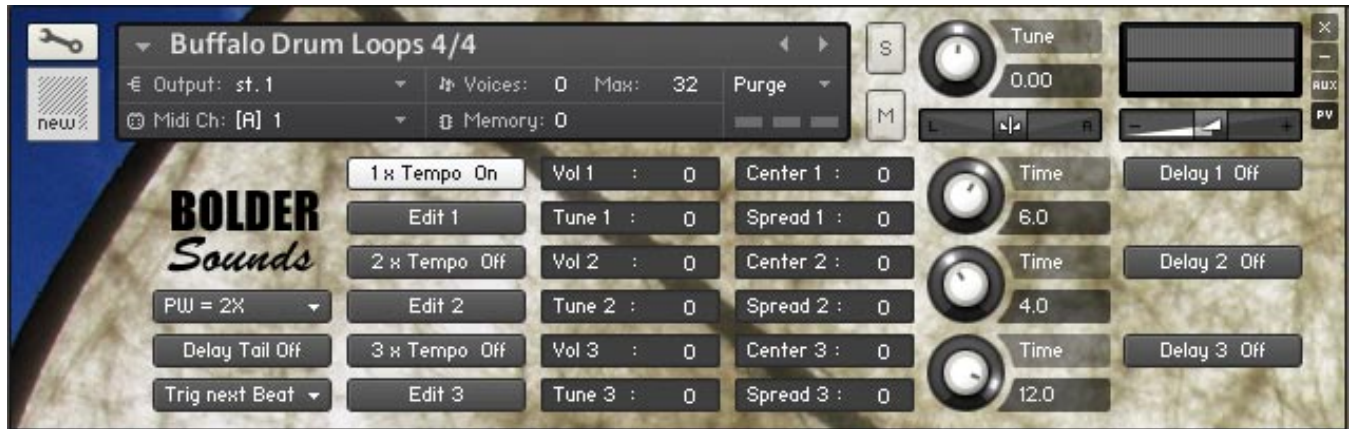 Buffalo Drum Loops 4/4
S
Tune
X
Output: st. 1
Voices: 0 Max: 32
Purge
0.00
AUX
new
Midi Ch: [A] 1
Memory: 0
M
L
R
-
+
PV
1 x Tempo On
Vol 1 : 0
Center 1 : 0
Time
Delay 1 Off
BOLDER
Edit 1
Tune 1 : 0
Spread 1 : 0
6.0
Sounds
2 x Tempo Off
Vol 2 : 0
Center 2 : 0
Time
Delay 2 Off
PW = 2X
Edit 2
Tune 2 : 0
Spread 2 : 0
4.0
Delay Tail Off
3 x Tempo Off
Vol 3 : 0
Center 3 : 0
Time
Delay 3 Off
Trig next Beat
Edit 3
Tune 3 : 0
Spread 3 : 0
12.0